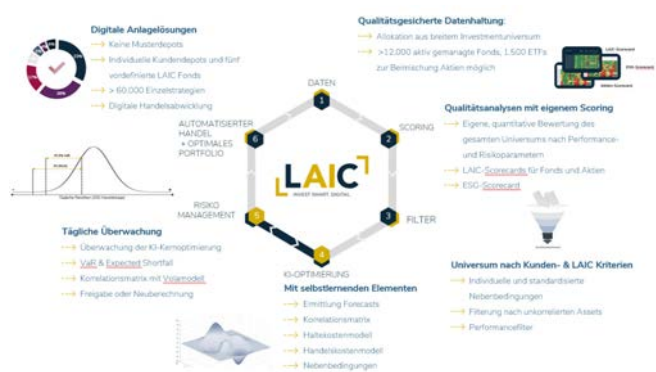 Digitale Anlagelösungen
Keine Musterdepots
Individuelle Kundendepots und fünf
vordefinierte LAIC Fonds
> 60.000 Einzelstrategien
Digitale Handelsabwicklung
Qualitätsgesicherte Datenhaltung:
Allokation aus breitem Investmentuniversum
>12.000 aktiv gemanagte Fonds, 1.500 ETFs
zur Beimischung Aktien möglich
LAIC Scorecard
ESG Scorecard
DATEN
1
AUTOMATISIERTER
HANDEL
+ OPTIMALES
PORTFOLIO
6
2
SCORING
LAIC
INVEST. SMART. DIGITAL.
RISIKO
MANAGEMENT
5
3
FILTER
4
KI-OPTIMIERUNG
Qualitätsanalysen mit eigenem Scoring
Eigene, quantitative Bewertung des
gesamten Universums nach Performance-
und Risikoparametern
LAIC-Scorecards für Fonds und Aktien
ESG-Scorecard
Tägliche Überwachung
Überwachung der KI-Kernoptimierung
VaR & Expected Shortfall
Korrelationsmatrix mit Volamodell
Freigabe oder Neuberechnung
Mit selbstlernenden Elementen
Ermittlung Forecasts
Korrelationsmatrix
Haltekostenmodell
Handelskostenmodell
Nebenbedingungen
Universum nach Kunden- & LAIC Kriterien
Individuelle und standardisierte
Nebenbedingungen
Filterung nach unkorrelierten Assets
Performancefilter